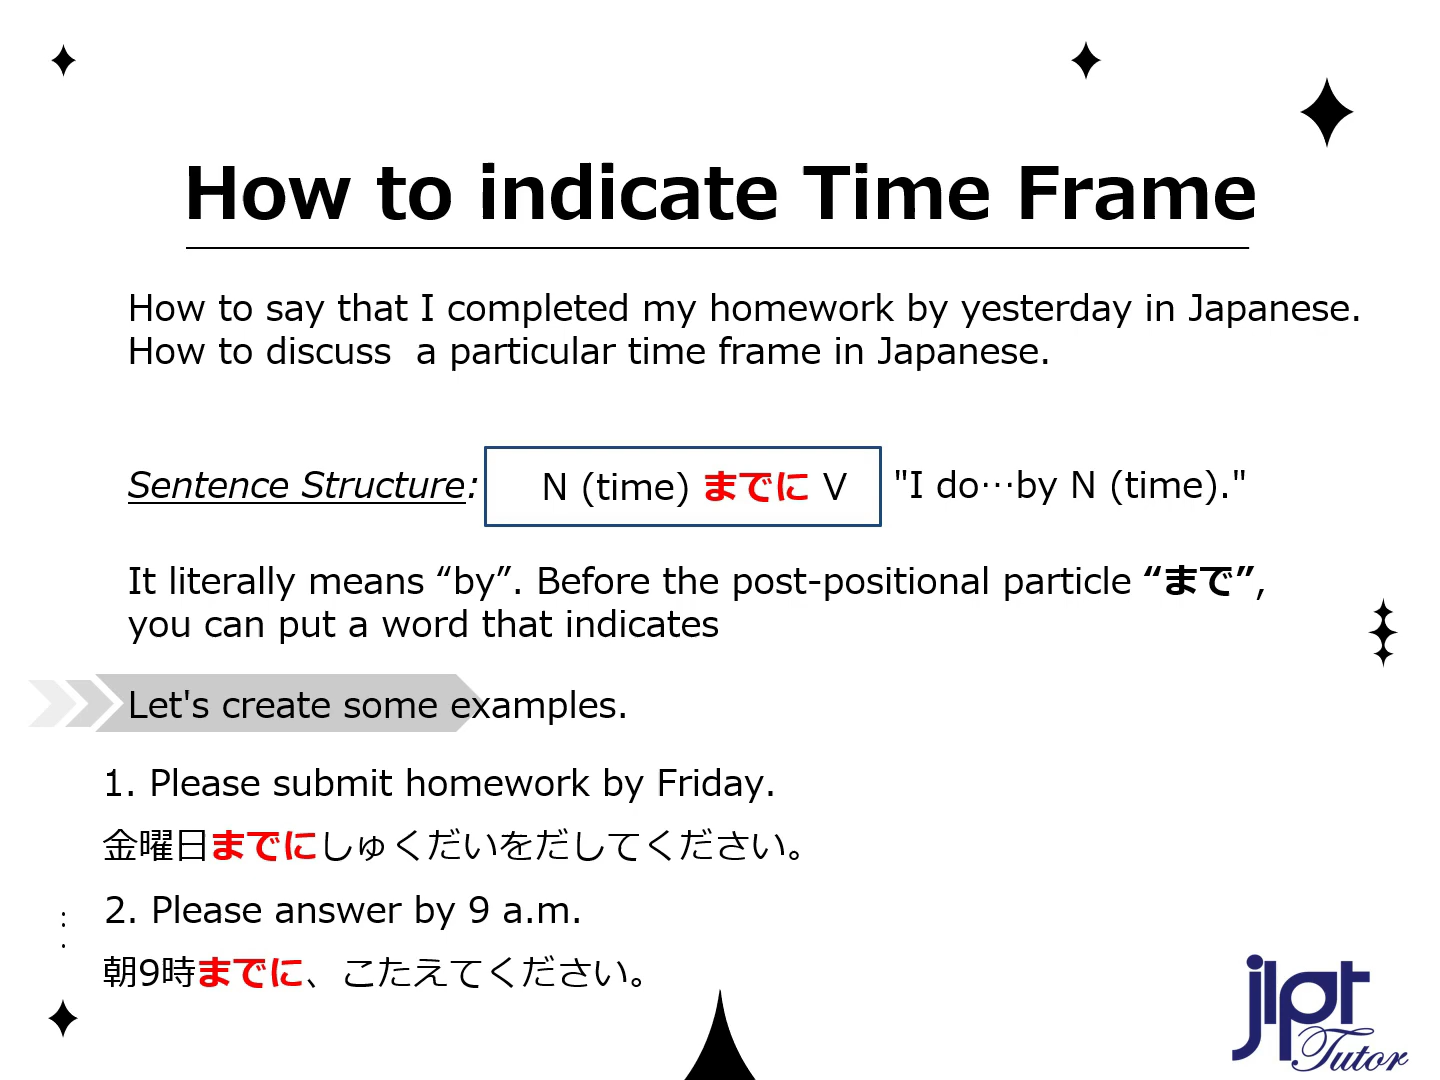 How to indicate Time Frame
How to say that I completed my homework by yesterday in Japanese.
How to discuss  a particular time frame in Japanese.
Sentence Structure: N (time) までに V "I do…by N (time)."
It literally means “by”. Before the post-positional particle “まで”,
you can put a word that indicates
Let's create some examples.
1. Please submit homework by Friday.
金曜日までにしゅくだいをだしてください。
2. Please answer by 9 a.m.
朝9時までに、こたえてください。
jlpt
Tutor